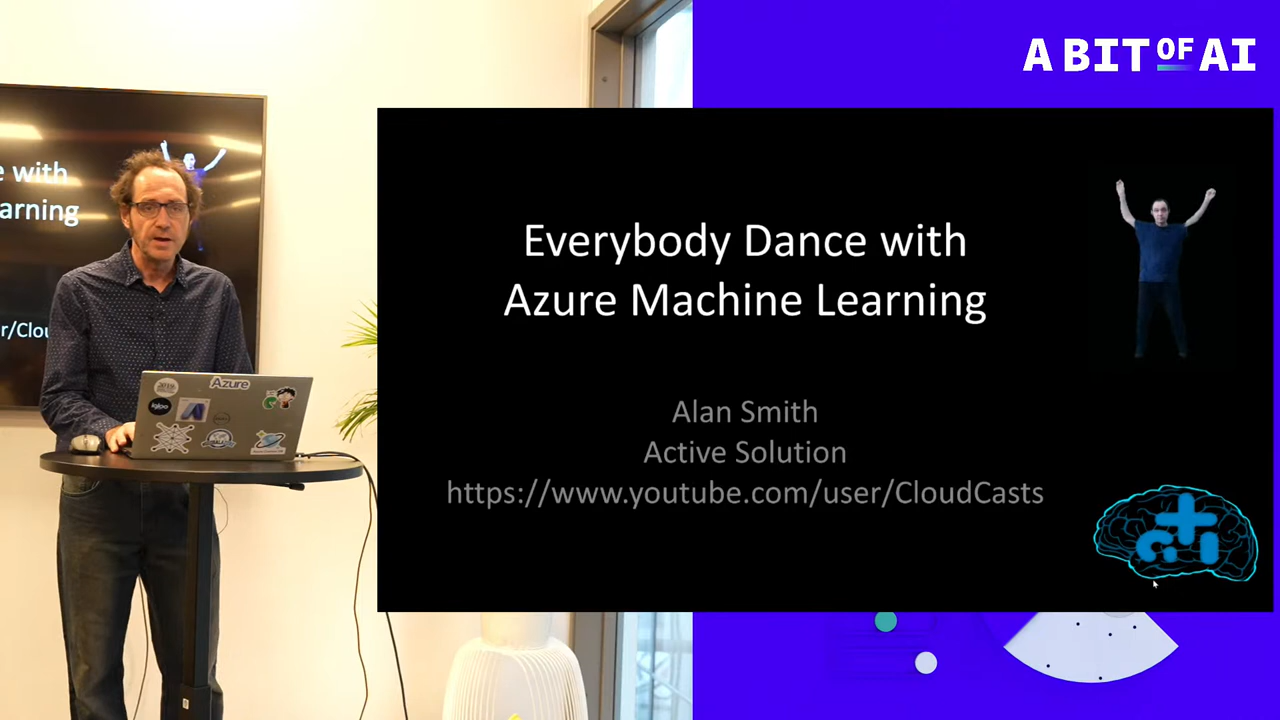 A BIT OF AI
Everybody Dance with
Azure Machine Learning
Alan Smith
Active Solution
https://www.youtube.com/user/CloudCasts
e with
arning
r/Clou
Azure
igloo